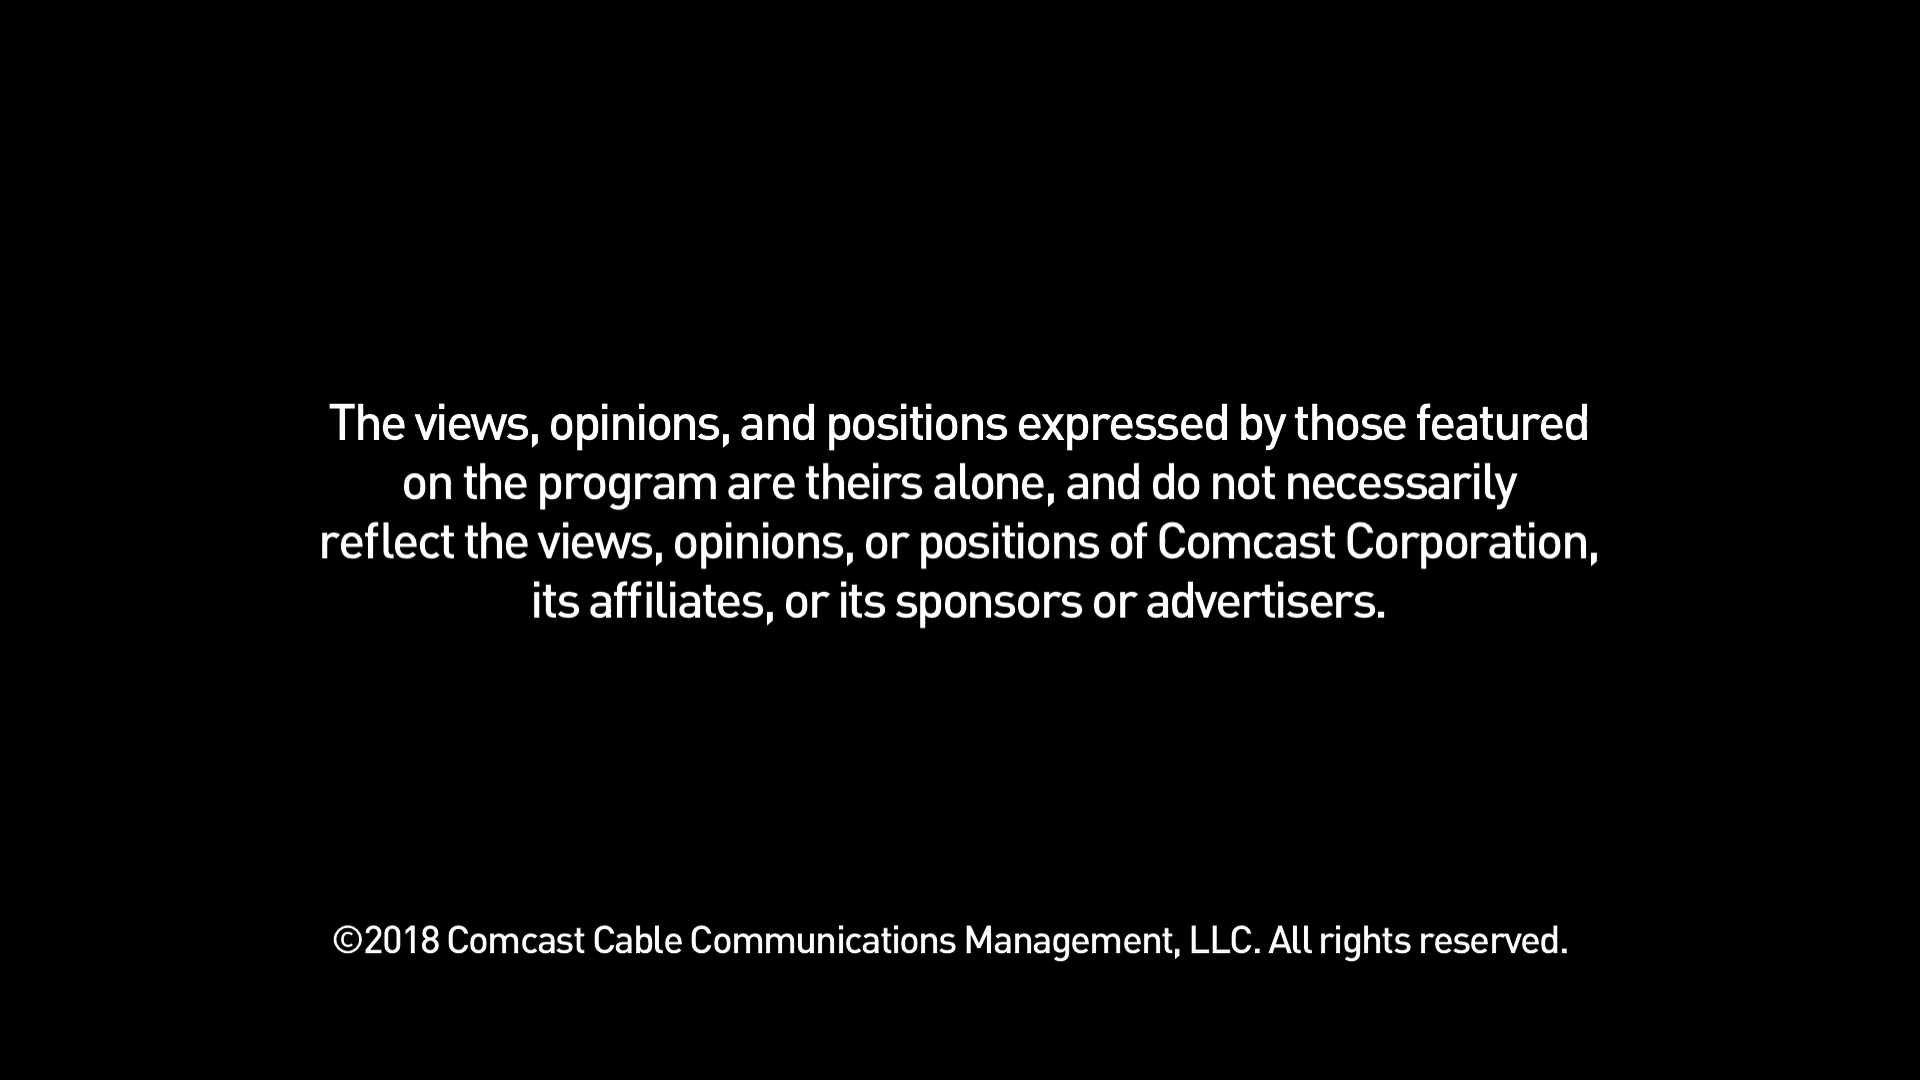 The views, opinions, and positions expressed by those featured
on the program are theirs alone, and do not necessarily
reflect the views, opinions, or positions of Comcast Corporation,
its affiliates, or its sponsors or advertisers.
©2018 Comcast Cable Communications Management, LLC. All rights reserved.